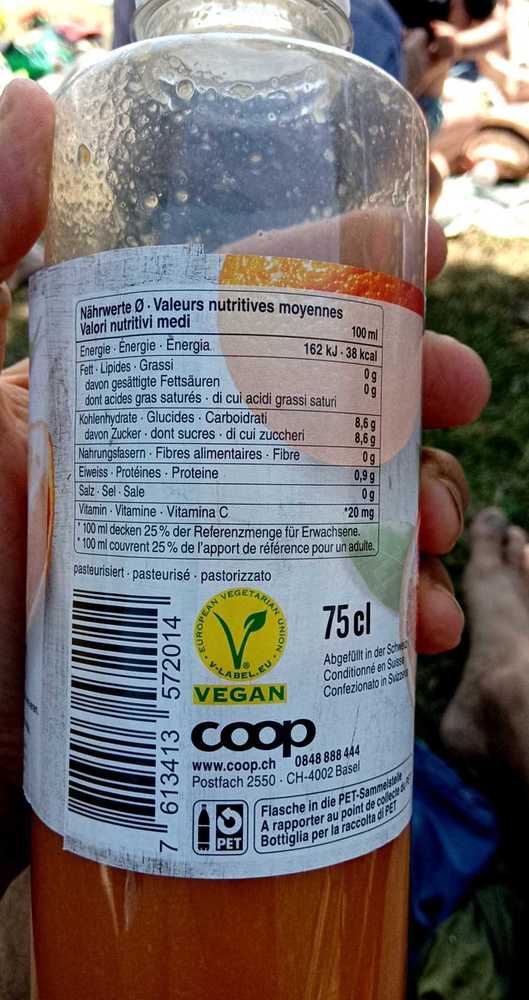 Nährwerte Ø · Valeurs nutritives moyennes
Valori nutritivi medi
100 ml
Energie · Énergie · Energia 162 kJ - 38 kcal
Fett · Lipides · Grassi 0 g
davon gesättigte Fettsäuren 0 g
dont acides gras saturés · di cui acidi grassi saturi
Kohlenhydrate · Glucides · Carboidrati 8,6 g
davon Zucker · dont sucres · di cui zuccheri 8,6 g
Nahrungsfasern · Fibres alimentaires · Fibre 0 g
Eiweiss · Protéines · Proteine 0,9 g
Salz · Sel · Sale 0 g
Vitamin · Vitamine · Vitamina C *20 mg
* 100 ml decken 25 % der Referenzmenge für Erwachsene.
* 100 ml couvrent 25 % de l'apport de référence pour un adulte.
pasteurisiert · pasteurisé · pastorizzato
7 613413 572014
EUROPEAN VEGETARIAN UNION
V-LABEL.EU
VEGAN
75 cl
Abgefüllt in der Schweiz
Conditionné en Suisse
Confezionato in Svizzera
coop
www.coop.ch 0848 888 444
Postfach 2550 · CH-4002 Basel
PET
Flasche in die PET-Sammelstelle
A rapporter au point de collecte du PET
Bottiglia per la raccolta di PET